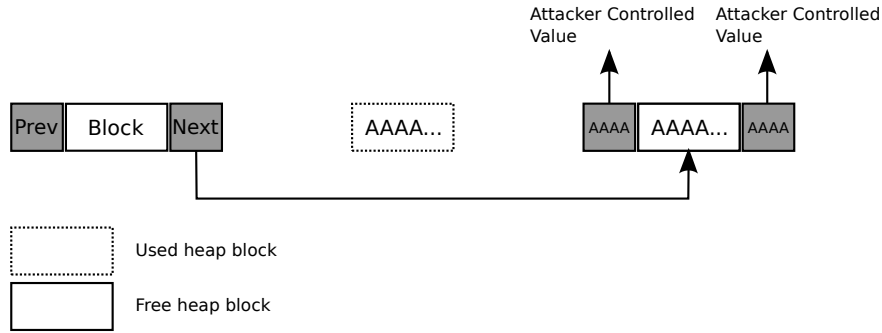 Attacker Controlled
Value
Attacker Controlled
Value
Prev Block Next AAAA... AAAA AAAA... AAAA
Used heap block
Free heap block